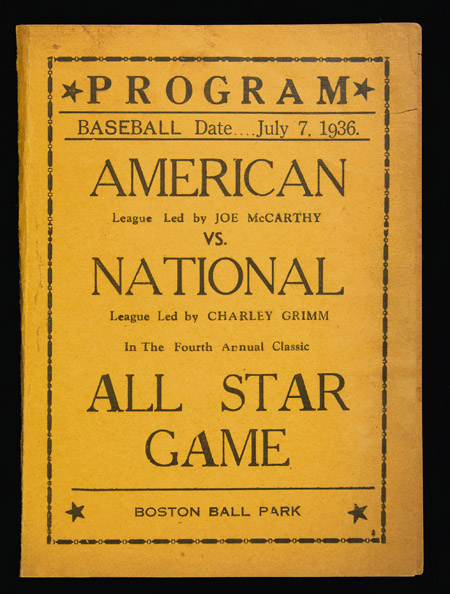 PROGRAM
BASEBALL Date....July 7, 1936.
AMERICAN
League Led by JOE McCARTHY
VS.
NATIONAL
League Led by CHARLEY GRIMM
In The Fourth Annual Classic
ALL STAR
GAME
BOSTON BALL PARK